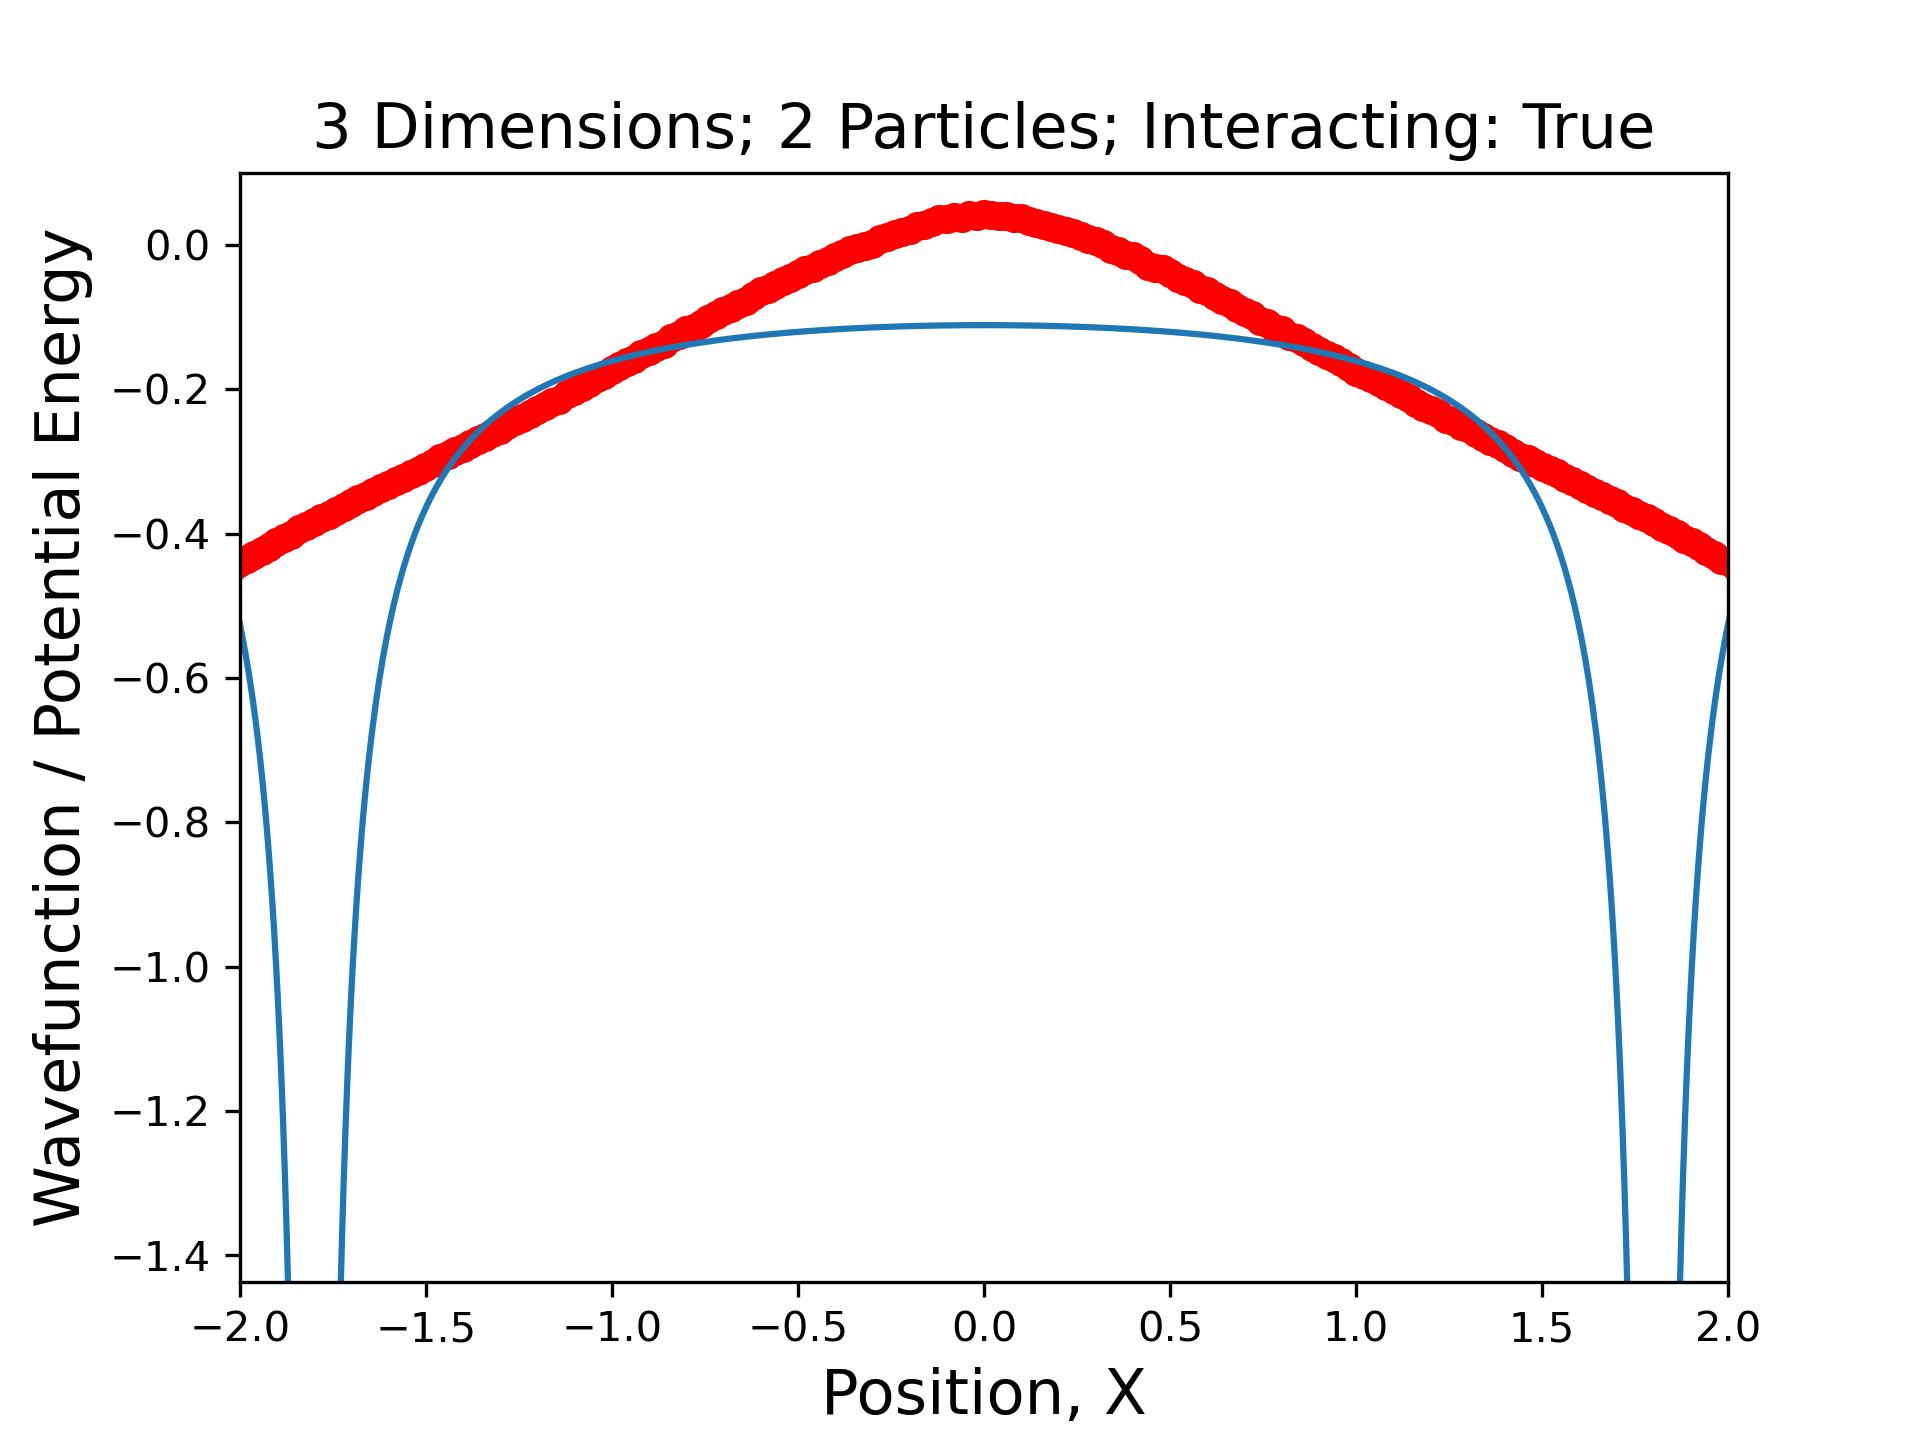 3 Dimensions; 2 Particles; Interacting: True
Wavefunction / Potential Energy
0.0
−0.2
−0.4
−0.6
−0.8
−1.0
−1.2
−1.4
−2.0 −1.5 −1.0 −0.5 0.0 0.5 1.0 1.5 2.0
Position, X